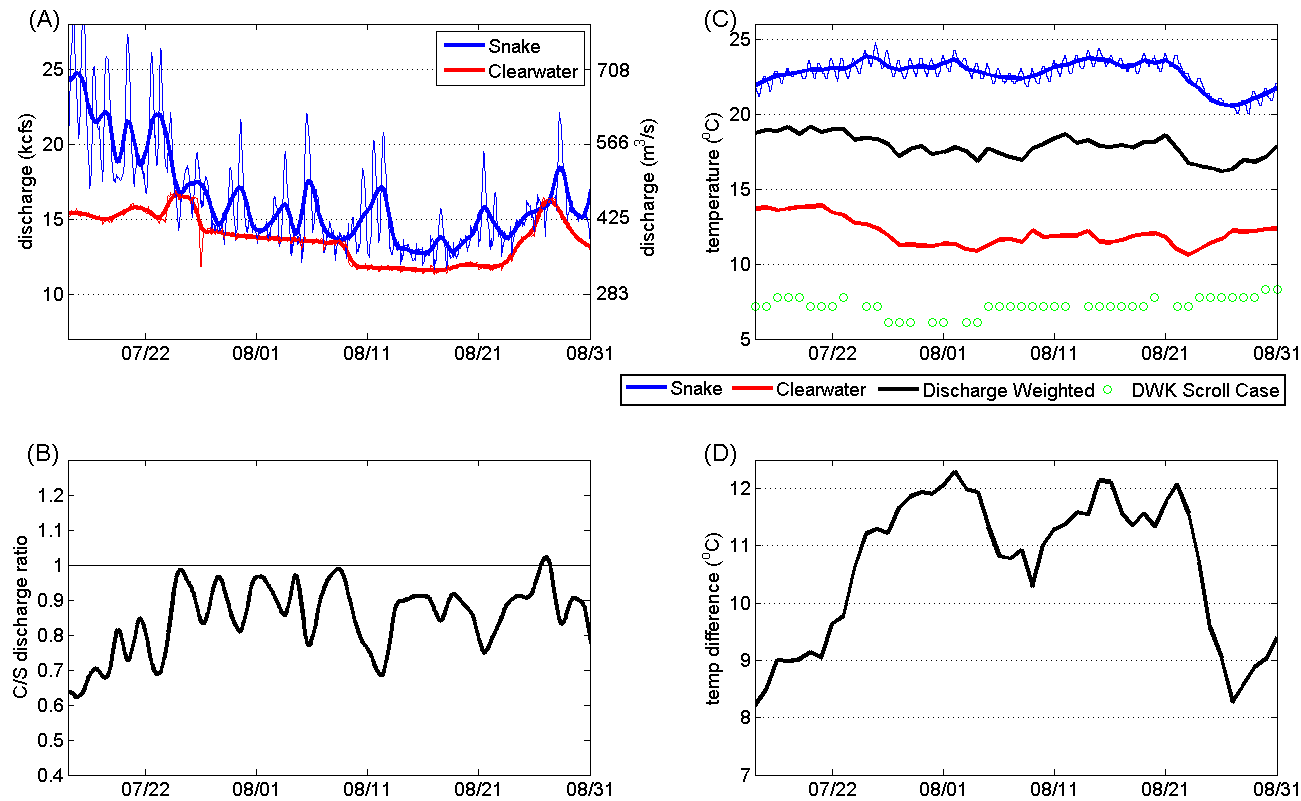 (A)
Snake
Clearwater
25
20
15
10
discharge (kcfs)
708
566
425
283
discharge (m³/s)
07/22 08/01 08/11 08/21 08/31
(C)
25
20
15
10
5
temperature (⁰C)
07/22 08/01 08/11 08/21 08/31
Snake Clearwater Discharge Weighted DWK Scroll Case
(B)
1.2
1.1
1
0.9
0.8
0.7
0.6
0.5
0.4
C/S discharge ratio
07/22 08/01 08/11 08/21 08/31
(D)
12
11
10
9
8
7
temp difference (⁰C)
07/22 08/01 08/11 08/21 08/31